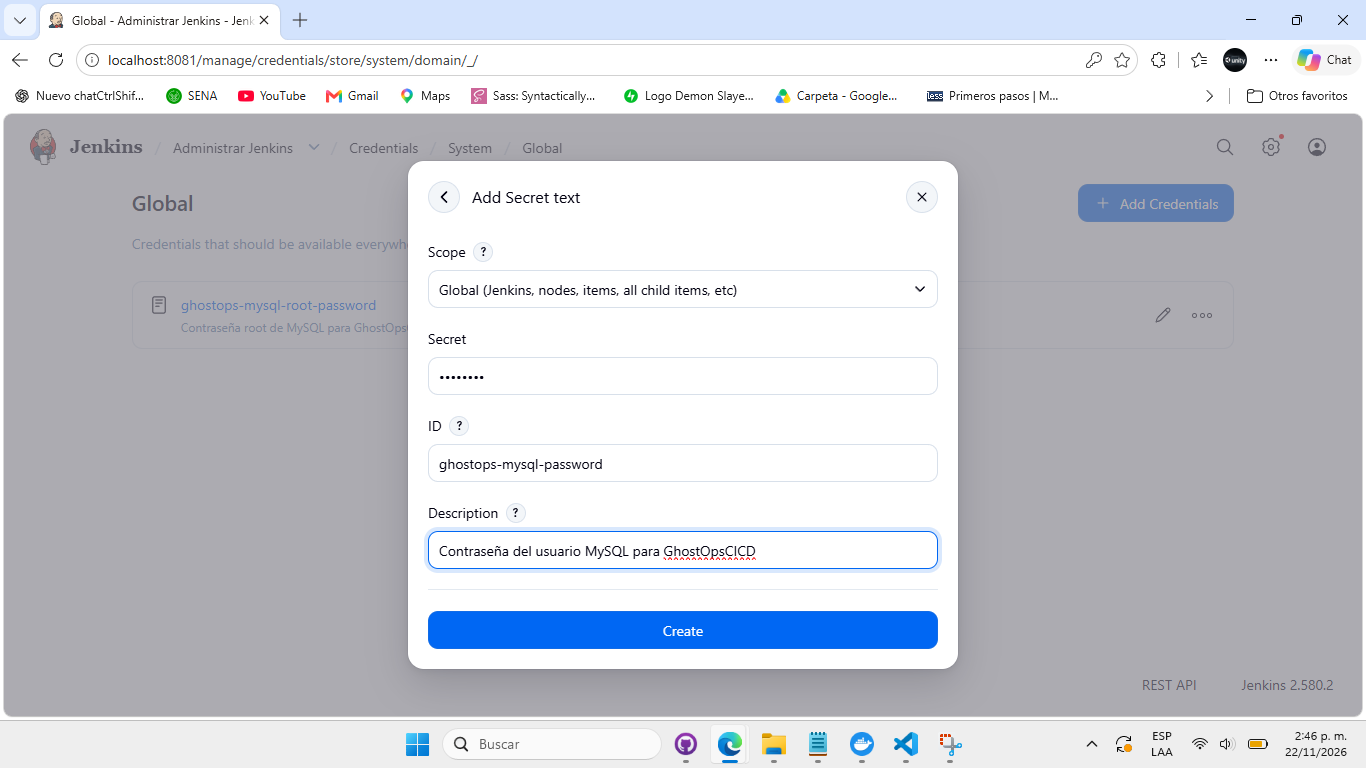 Global - Administrar Jenkins - Jenk
localhost:8081/manage/credentials/store/system/domain/_/
unity
Chat
Nuevo chatCtrlShif...
SENA
YouTube
Gmail
Maps
Sass: Syntactically...
Logo Demon Slaye...
Carpeta - Google...
Primeros pasos | M...
Otros favoritos
Jenkins / Administrar Jenkins / Credentials / System / Global
Global
Add Credentials
Credentials that should be available everywhe
ghostops-mysql-root-password
Contraseña root de MySQL para GhostOps
Add Secret text
Scope ?
Global (Jenkins, nodes, items, all child items, etc)
Secret
••••••••
ID ?
ghostops-mysql-password
Description ?
Contraseña del usuario MySQL para GhostOpsCICD
Create
REST API
Jenkins 2.580.2
Buscar
ESP
LAA
2:46 p. m.
22/11/2026